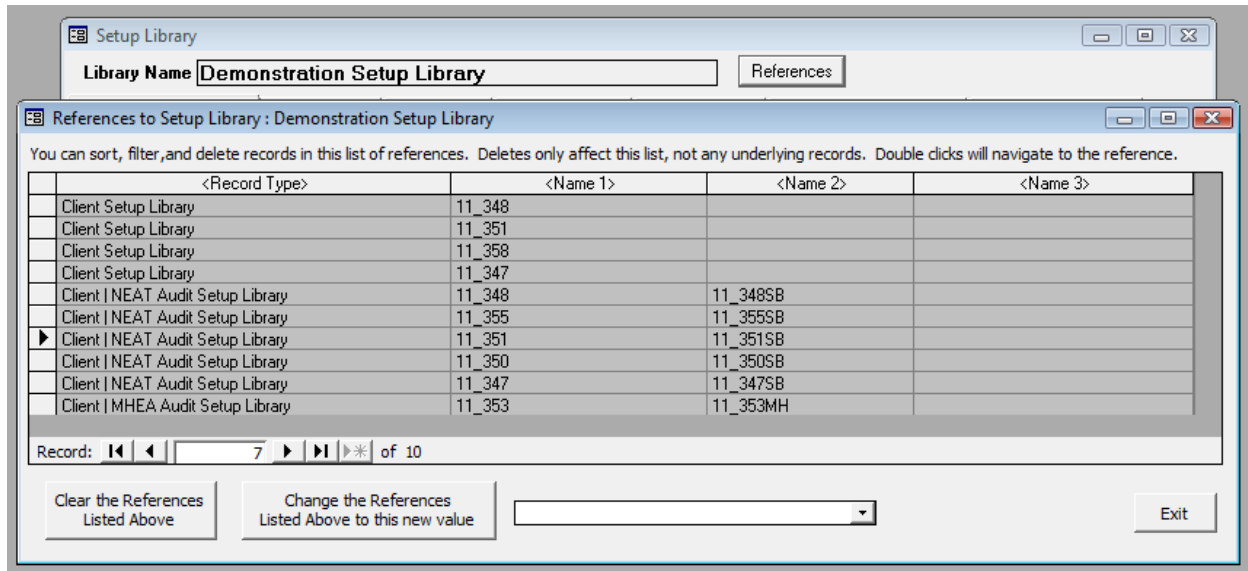 Setup Library
Library Name Demonstration Setup Library References
References to Setup Library : Demonstration Setup Library
You can sort, filter,and delete records in this list of references. Deletes only affect this list, not any underlying records. Double clicks will navigate to the reference.
<Record Type> <Name 1> <Name 2> <Name 3>
Client Setup Library 11_348
Client Setup Library 11_351
Client Setup Library 11_358
Client Setup Library 11_347
Client | NEAT Audit Setup Library 11_348 11_348SB
Client | NEAT Audit Setup Library 11_355 11_355SB
Client | NEAT Audit Setup Library 11_351 11_351SB
Client | NEAT Audit Setup Library 11_350 11_350SB
Client | NEAT Audit Setup Library 11_347 11_347SB
Client | MHEA Audit Setup Library 11_353 11_353MH
Record: 7 of 10
Clear the References
Listed Above
Change the References
Listed Above to this new value
Exit